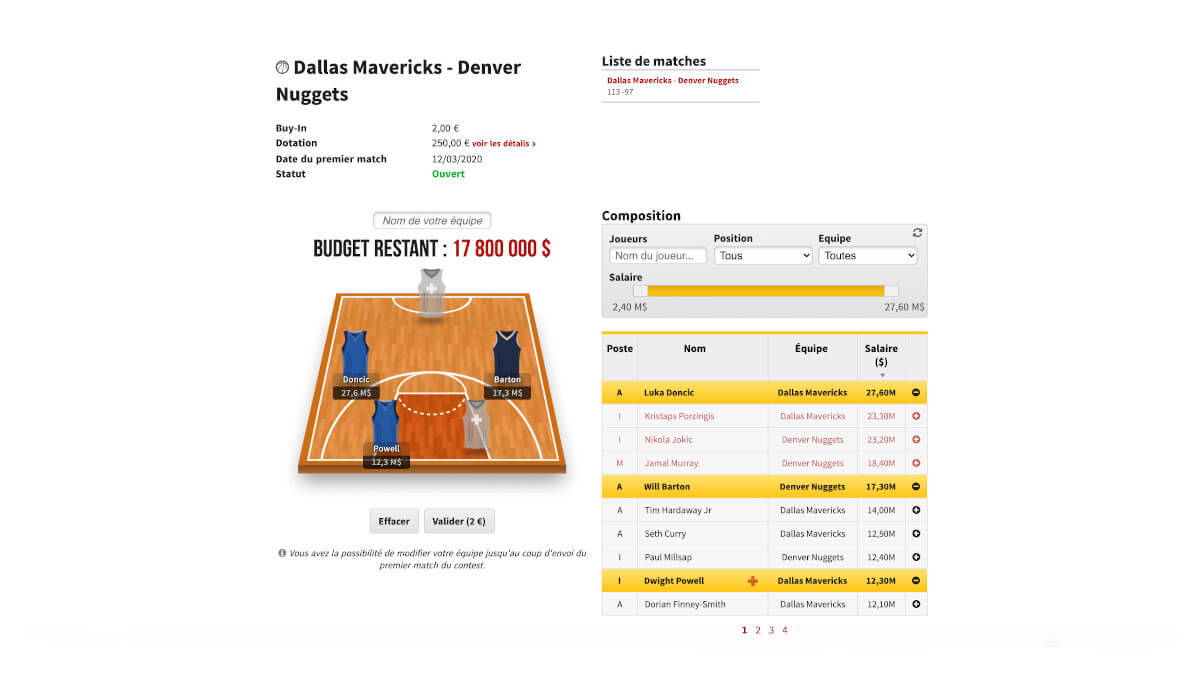 Dallas Mavericks - Denver
Nuggets
Buy-In 2,00 €
Dotation 250,00 € voir les détails ›
Date du premier match 12/03/2020
Statut Ouvert
Nom de votre équipe
BUDGET RESTANT : 17 800 000 $
Doncic
27,6 M$
Barton
17,3 M$
Powell
12,3 M$
Effacer Valider (2 €)
Vous avez la possibilité de modifier votre équipe jusqu'au coup d'envoi du
premier match du contest.
Liste de matches
Dallas Mavericks - Denver Nuggets
113 -97
Composition
Joueurs Position Equipe
Nom du joueur... Tous Toutes
Salaire
2,40 M$ 27,60 M$
Poste Nom Équipe Salaire
($)
A Luka Doncic Dallas Mavericks 27,60M
I Kristaps Porzingis Dallas Mavericks 23,30M
I Nikola Jokic Denver Nuggets 23,20M
M Jamal Murray Denver Nuggets 18,40M
A Will Barton Denver Nuggets 17,30M
A Tim Hardaway Jr Dallas Mavericks 14,00M
A Seth Curry Dallas Mavericks 12,50M
I Paul Millsap Denver Nuggets 12,40M
I Dwight Powell Dallas Mavericks 12,30M
A Dorian Finney-Smith Dallas Mavericks 12,10M
1 2 3 4